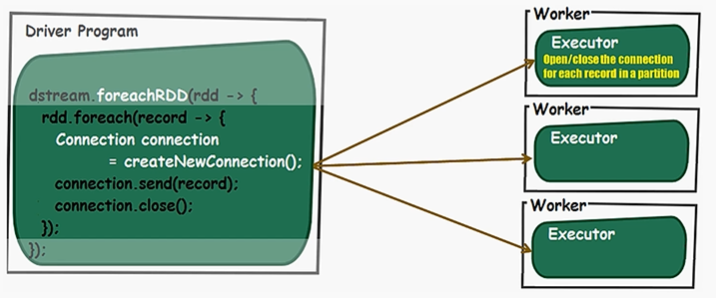 Driver Program
dstream.foreachRDD(rdd -> {
rdd.foreach(record -> {
Connection connection
= createNewConnection();
connection.send(record);
connection.close();
});
});
Worker
Executor
Open/close the connection
for each record in a partition
Worker
Executor
Worker
Executor